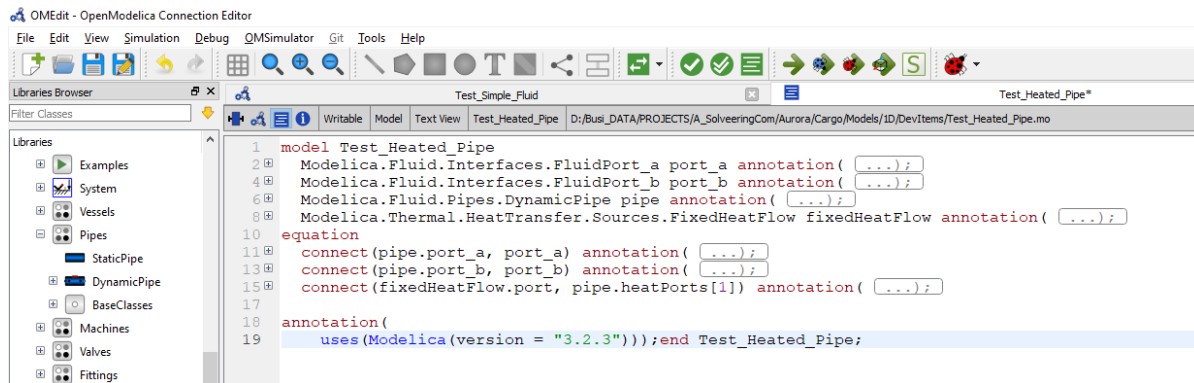 OMEdit - OpenModelica Connection Editor
File Edit View Simulation Debug OMSimulator Git Tools Help
Libraries Browser
Test_Simple_Fluid
Test_Heated_Pipe*
Filter Classes
Writable Model Text View Test_Heated_Pipe D:/Busi_DATA/PROJECTS/A_SolveeringCom/Aurora/Cargo/Models/1D/DevItems/Test_Heated_Pipe.mo
Libraries
Examples
System
Vessels
Pipes
StaticPipe
DynamicPipe
BaseClasses
Machines
Valves
Fittings
1 model Test_Heated_Pipe
2 Modelica.Fluid.Interfaces.FluidPort_a port_a annotation( ...);
4 Modelica.Fluid.Interfaces.FluidPort_b port_b annotation( ...);
6 Modelica.Fluid.Pipes.DynamicPipe pipe annotation( ...);
8 Modelica.Thermal.HeatTransfer.Sources.FixedHeatFlow fixedHeatFlow annotation( ...);
10 equation
11 connect(pipe.port_a, port_a) annotation( ...);
13 connect(pipe.port_b, port_b) annotation( ...);
15 connect(fixedHeatFlow.port, pipe.heatPorts[1]) annotation( ...);
17
18 annotation(
19 uses(Modelica(version = "3.2.3")));end Test_Heated_Pipe;